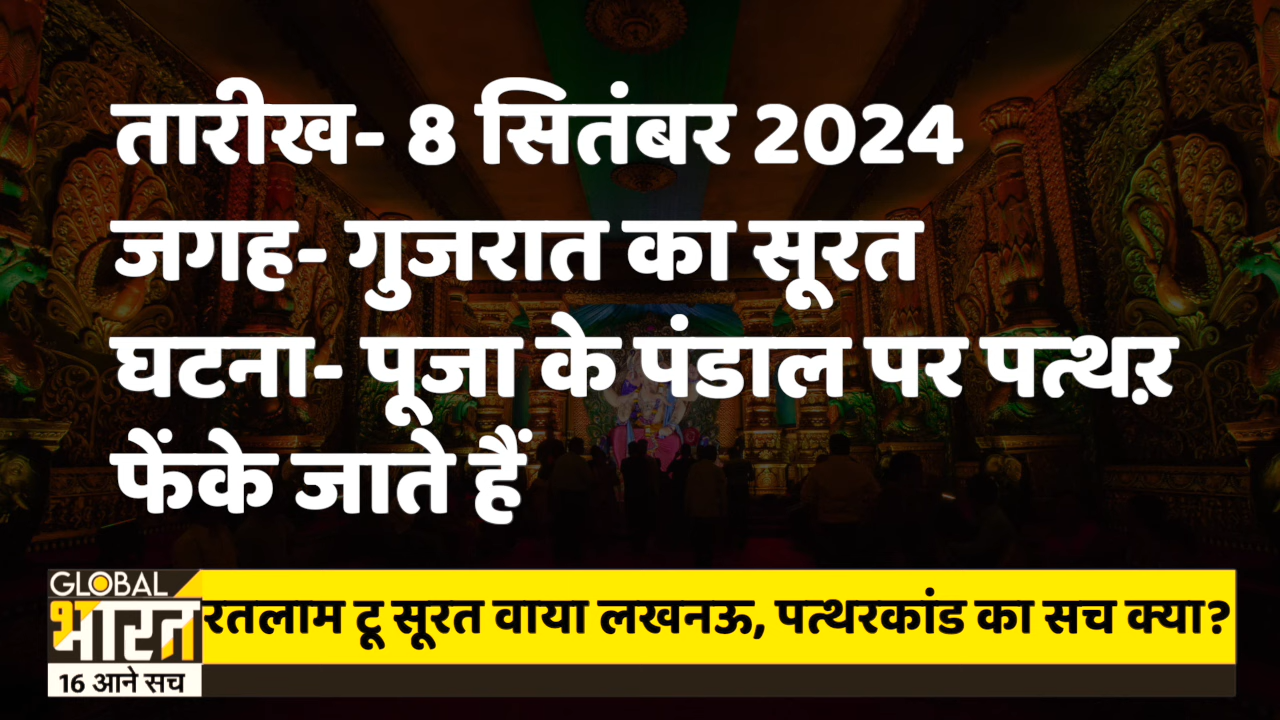 तारीख- 8 सितंबर 2024
जगह- गुजरात का सूरत
घटना- पूजा के पंडाल पर पत्थऱ
फेंके जाते हैं
GLOBAL
भारत
16 आने सच
रतलाम टू सूरत वाया लखनऊ, पत्थरकांड का सच क्या?